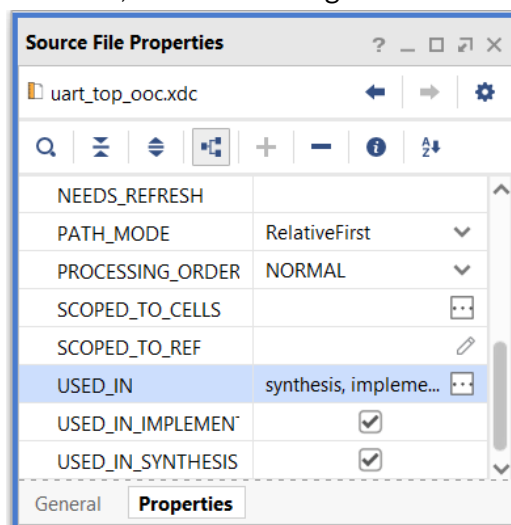 Source File Properties
uart_top_ooc.xdc
NEEDS_REFRESH
PATH_MODE RelativeFirst
PROCESSING_ORDER NORMAL
SCOPED_TO_CELLS
SCOPED_TO_REF
USED_IN synthesis, impleme...
USED_IN_IMPLEMENT
USED_IN_SYNTHESIS
General Properties